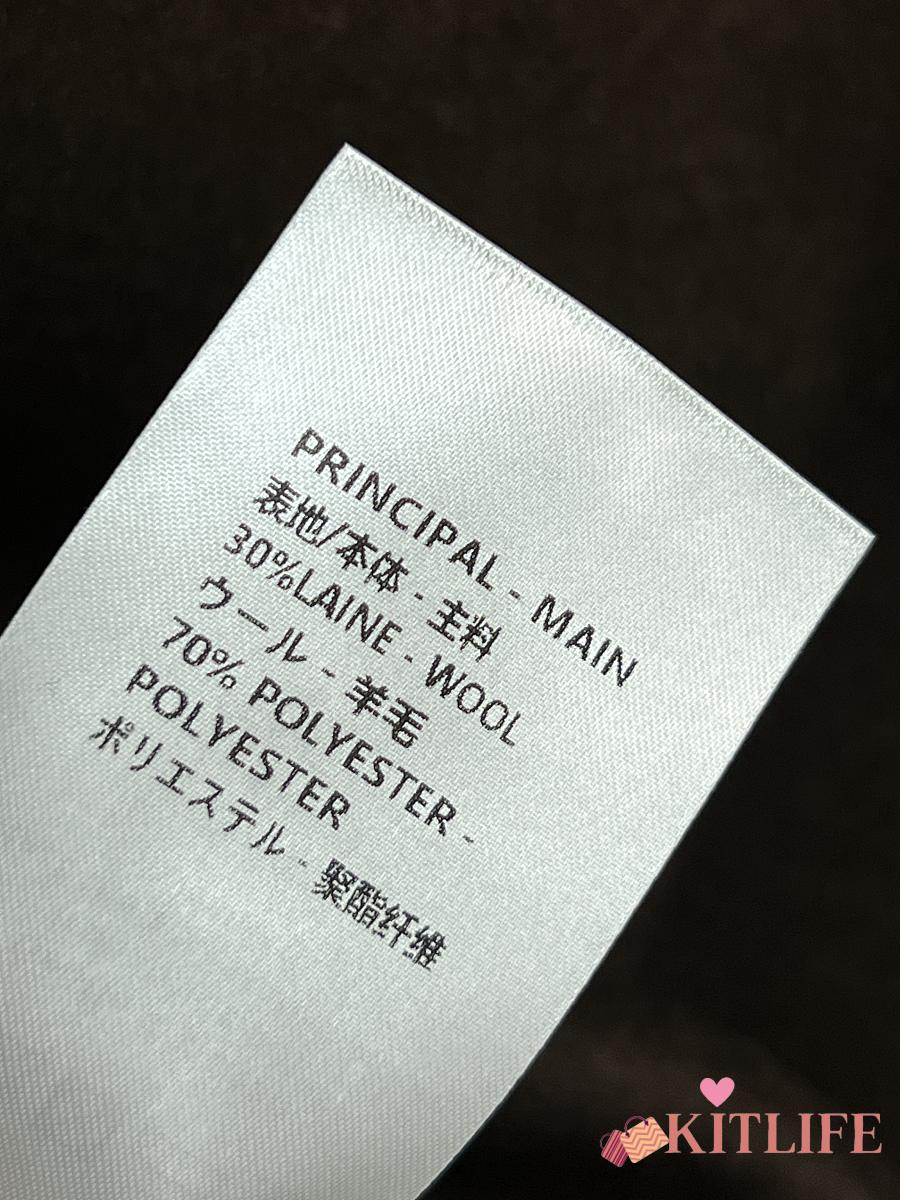 PRINCIPAL - MAIN
表地/本体 - 主料
30%LAINE - WOOL
ウール - 羊毛
70% POLYESTER -
POLYESTER
ポリエステル - 聚酯纤维
KITLIFE